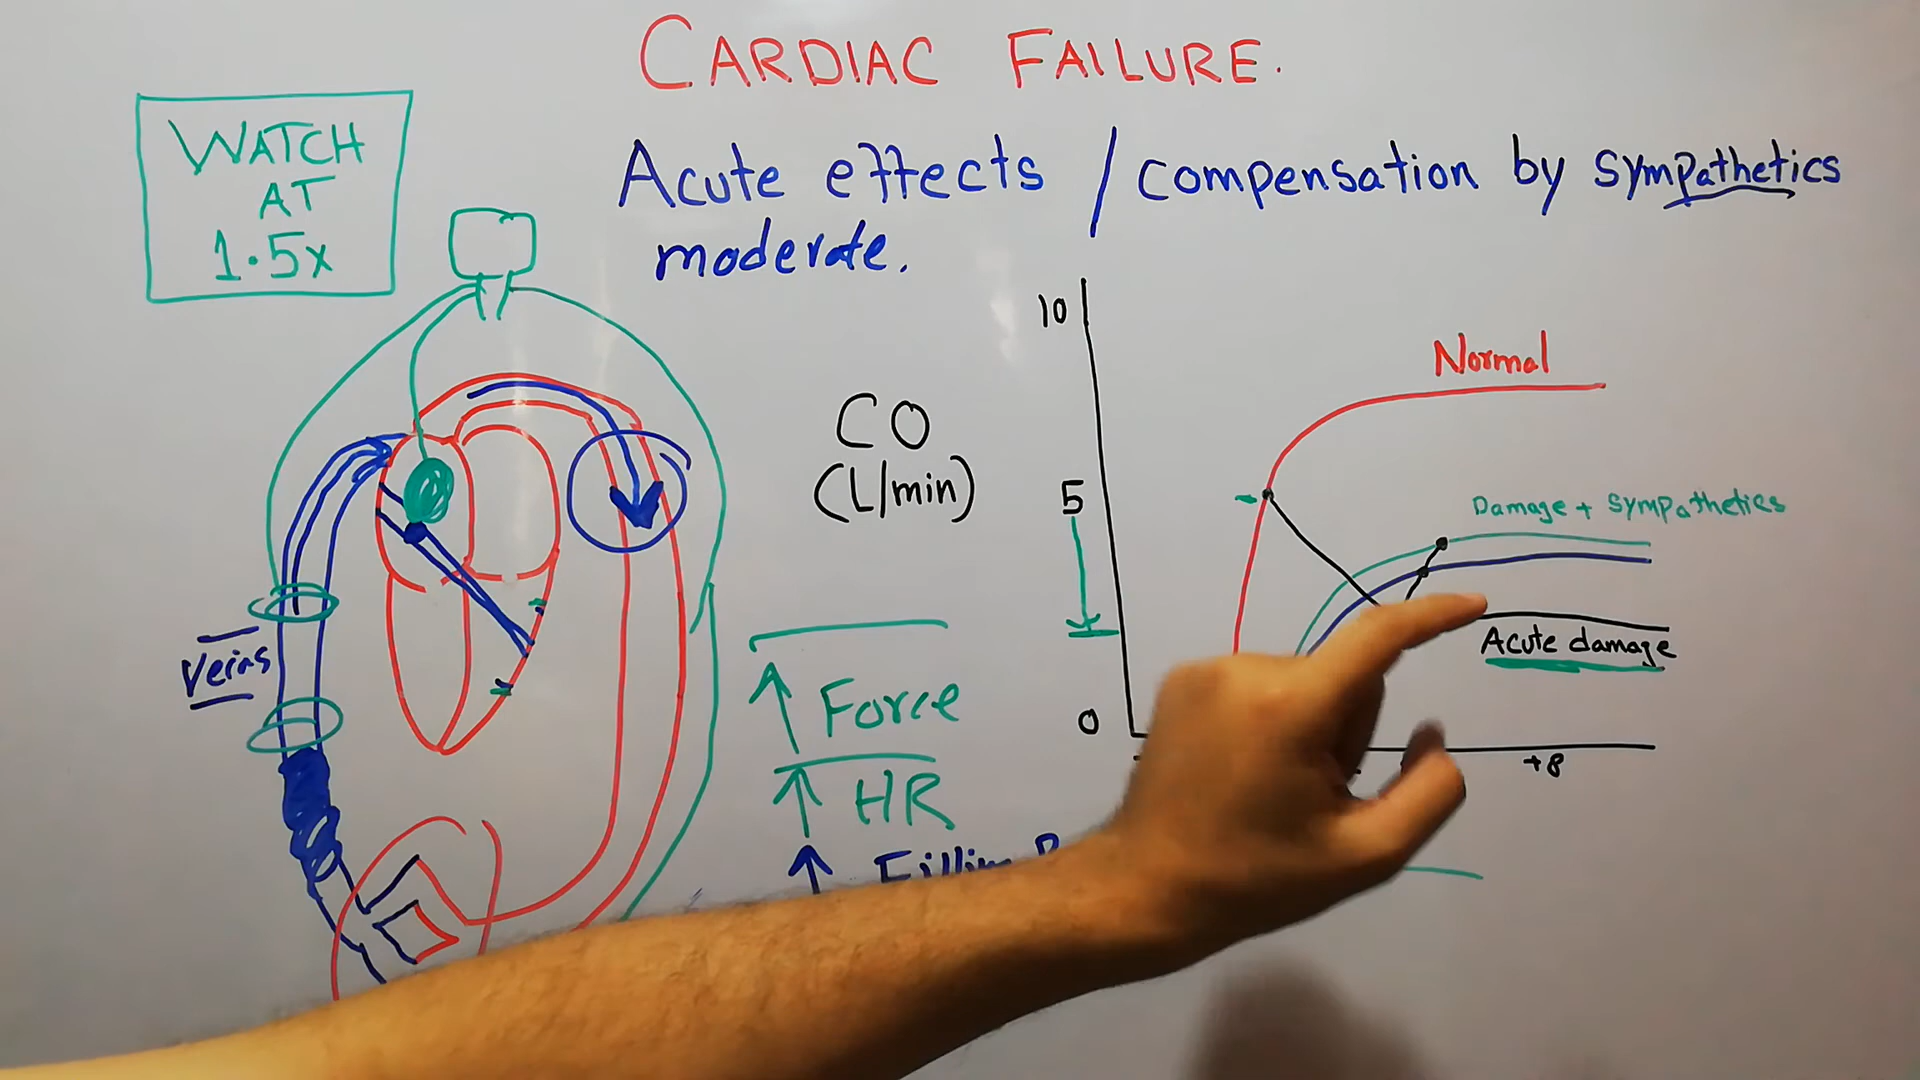 CARDIAC FAILURE.
WATCH
AT
1.5x
Acute effects / compensation by sympathetics
moderate.
10
Normal
CO
(L/min)
5
Damage + sympathetics
Acute damage
Veins
↑ Force
0
+8
↑ HR
↑